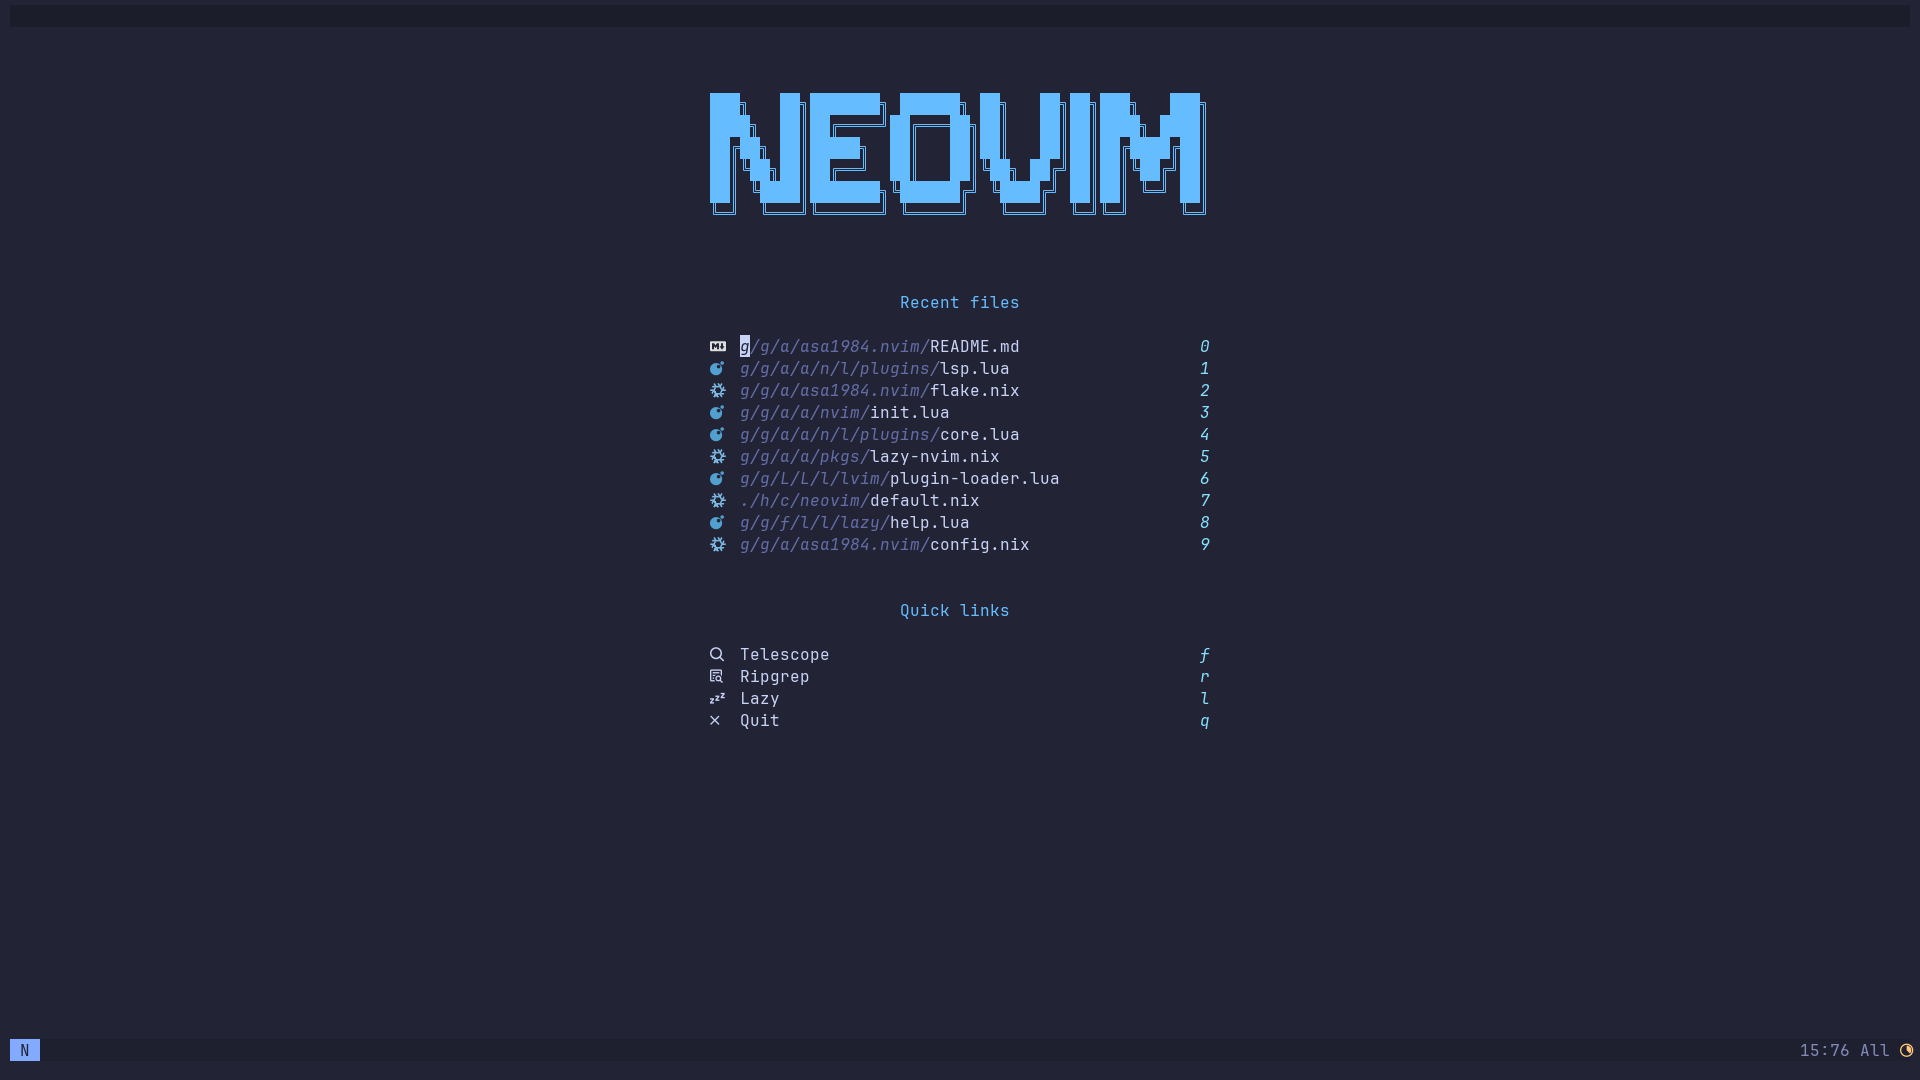 NEOVIM
Recent files
g/g/a/asa1984.nvim/README.md 0
g/g/a/a/n/l/plugins/lsp.lua 1
g/g/a/asa1984.nvim/flake.nix 2
g/g/a/a/nvim/init.lua 3
g/g/a/a/n/l/plugins/core.lua 4
g/g/a/a/pkgs/lazy-nvim.nix 5
g/g/L/L/l/lvim/plugin-loader.lua 6
./h/c/neovim/default.nix 7
g/g/f/l/l/lazy/help.lua 8
g/g/a/asa1984.nvim/config.nix 9
Quick links
Telescope f
Ripgrep r
zzz Lazy l
Quit q
N 15:76 All